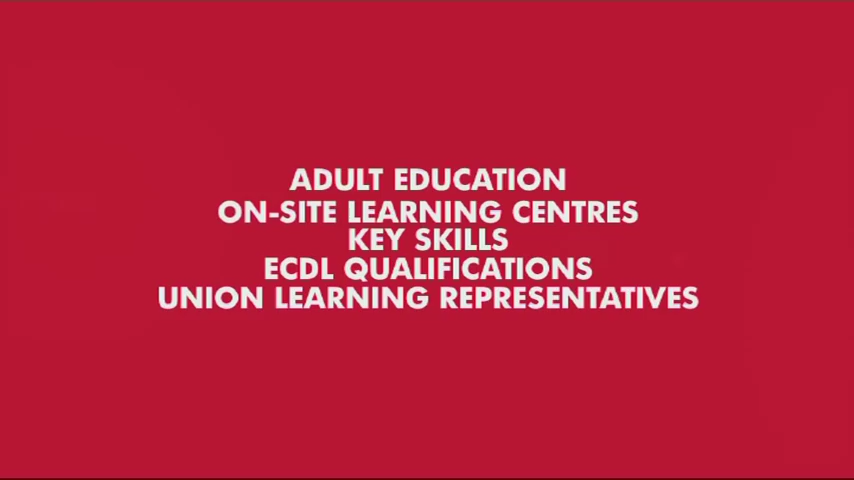 ADULT EDUCATION
ON-SITE LEARNING CENTRES
KEY SKILLS
ECDL QUALIFICATIONS
UNION LEARNING REPRESENTATIVES